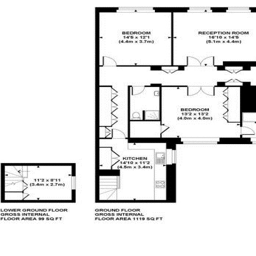 BEDROOM
14'6 x 12'1
(4.4m x 3.7m)
RECEPTION ROOM
16'10 x 14'5
(5.1m x 4.4m)
BEDROOM
13'2 x 13'2
(4.0m x 4.0m)
KITCHEN
14'10 x 11'2
(4.5m x 3.4m)
11'2 x 8'11
(3.4m x 2.7m)
LOWER GROUND FLOOR
GROSS INTERNAL
FLOOR AREA 98 SQ FT
GROUND FLOOR
GROSS INTERNAL
FLOOR AREA 1118 SQ FT